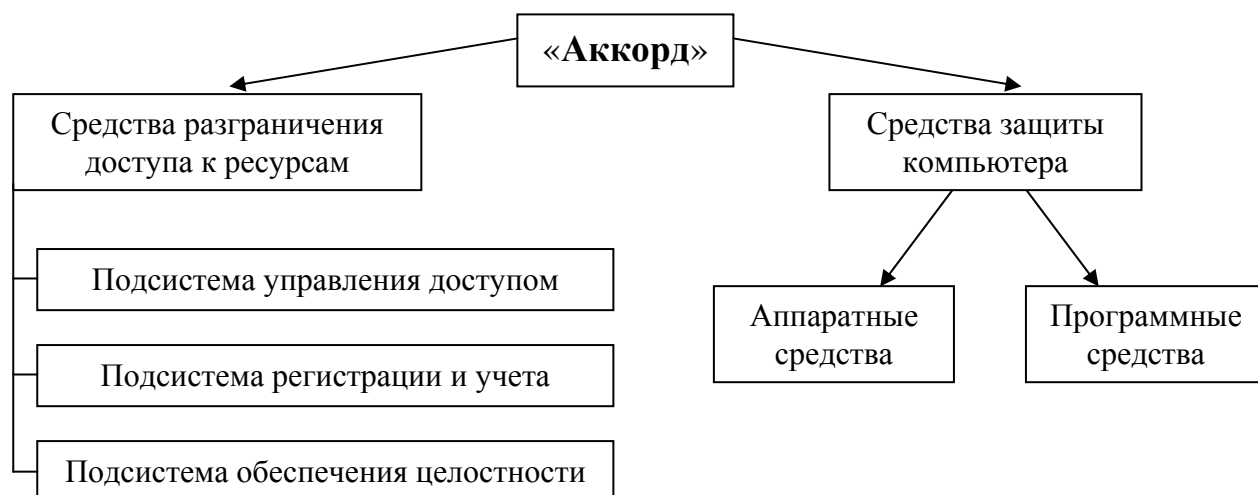 «Аккорд»
Средства разграничения
доступа к ресурсам
Подсистема управления доступом
Подсистема регистрации и учета
Подсистема обеспечения целостности
Средства защиты
компьютера
Аппаратные
средства
Программные
средства